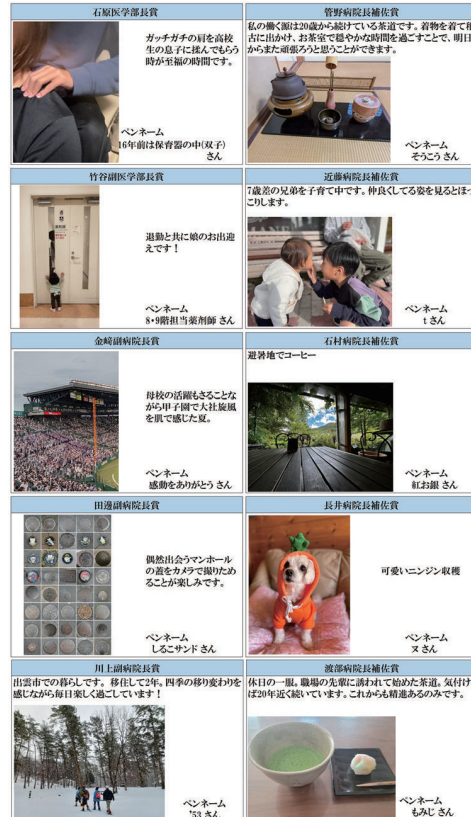 石原医学部長賞
ガッチガチの肩を高校
生の息子に揉んでもらう
時が至福の時間です。
ペンネーム
16年前は保育器の中(双子)
さん
管野病院長補佐賞
私の働く源は20歳から続けている茶道です。着物を着て稽
古に出かけ、お茶室で穏やかな時間を過ごすことで、明日
からまた頑張ろうと思うことができます。
ペンネーム
そうこう さん
竹谷副医学部長賞
退勤と共に娘のお出迎
えです！
ペンネーム
8・9階担当薬剤師 さん
近藤病院長補佐賞
7歳差の兄弟を子育て中です。仲良くしてる姿を見るとほっ
こりします。
ペンネーム
t さん
金﨑副病院長賞
母校の活躍もさることな
がら甲子園で大社旋風
を肌で感じた夏。
ペンネーム
感動をありがとう さん
石村病院長補佐賞
避暑地でコーヒー
ペンネーム
紅お銀 さん
田邊副病院長賞
偶然出会うマンホール
の蓋をカメラで撮りため
ることが楽しみです。
ペンネーム
しるこサンド さん
長井病院長補佐賞
可愛いニンジン収穫
ペンネーム
ヌ さん
川上副病院長賞
出雲市での暮らしです。 移住して2年。四季の移り変わりを
感じながら毎日楽しく過ごしています！
ペンネーム
'53 さん
渡部病院長補佐賞
休日の一服。職場の先輩に誘われて始めた茶道。気付け
ば20年近く続いています。これからも精進あるのみです。
ペンネーム
もみじ さん